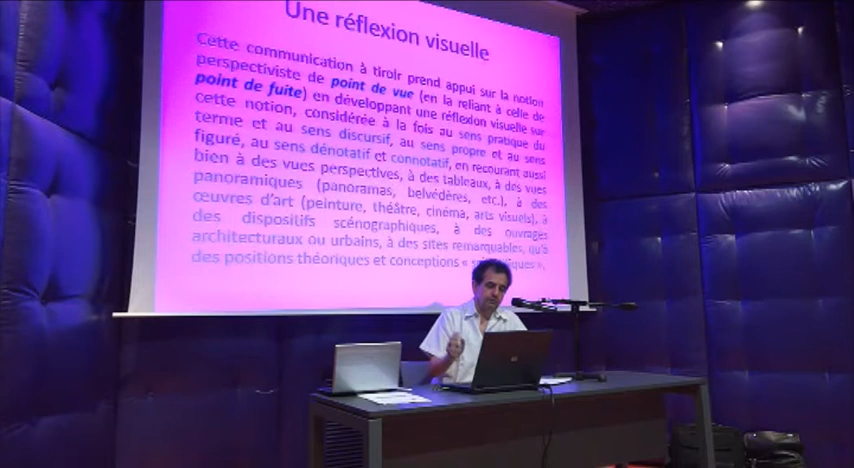 Une réflexion visuelle
Cette communication à tiroir prend appui sur la notion
perspectiviste de point de vue (en la reliant à celle de
point de fuite) en développant une réflexion visuelle sur
cette notion, considérée à la fois au sens pratique du
terme et au sens discursif, au sens propre et au sens
figuré, au sens dénotatif et connotatif, en recourant aussi
bien à des vues perspectives, à des tableaux, à des vues
panoramiques (panoramas, belvédères, etc.), à des
œuvres d'art (peinture, théâtre, cinéma, arts visuels), à
des dispositifs scénographiques, à des ouvrages
architecturaux ou urbains, à des sites remarquables, qu'à
des positions théoriques et conceptions «